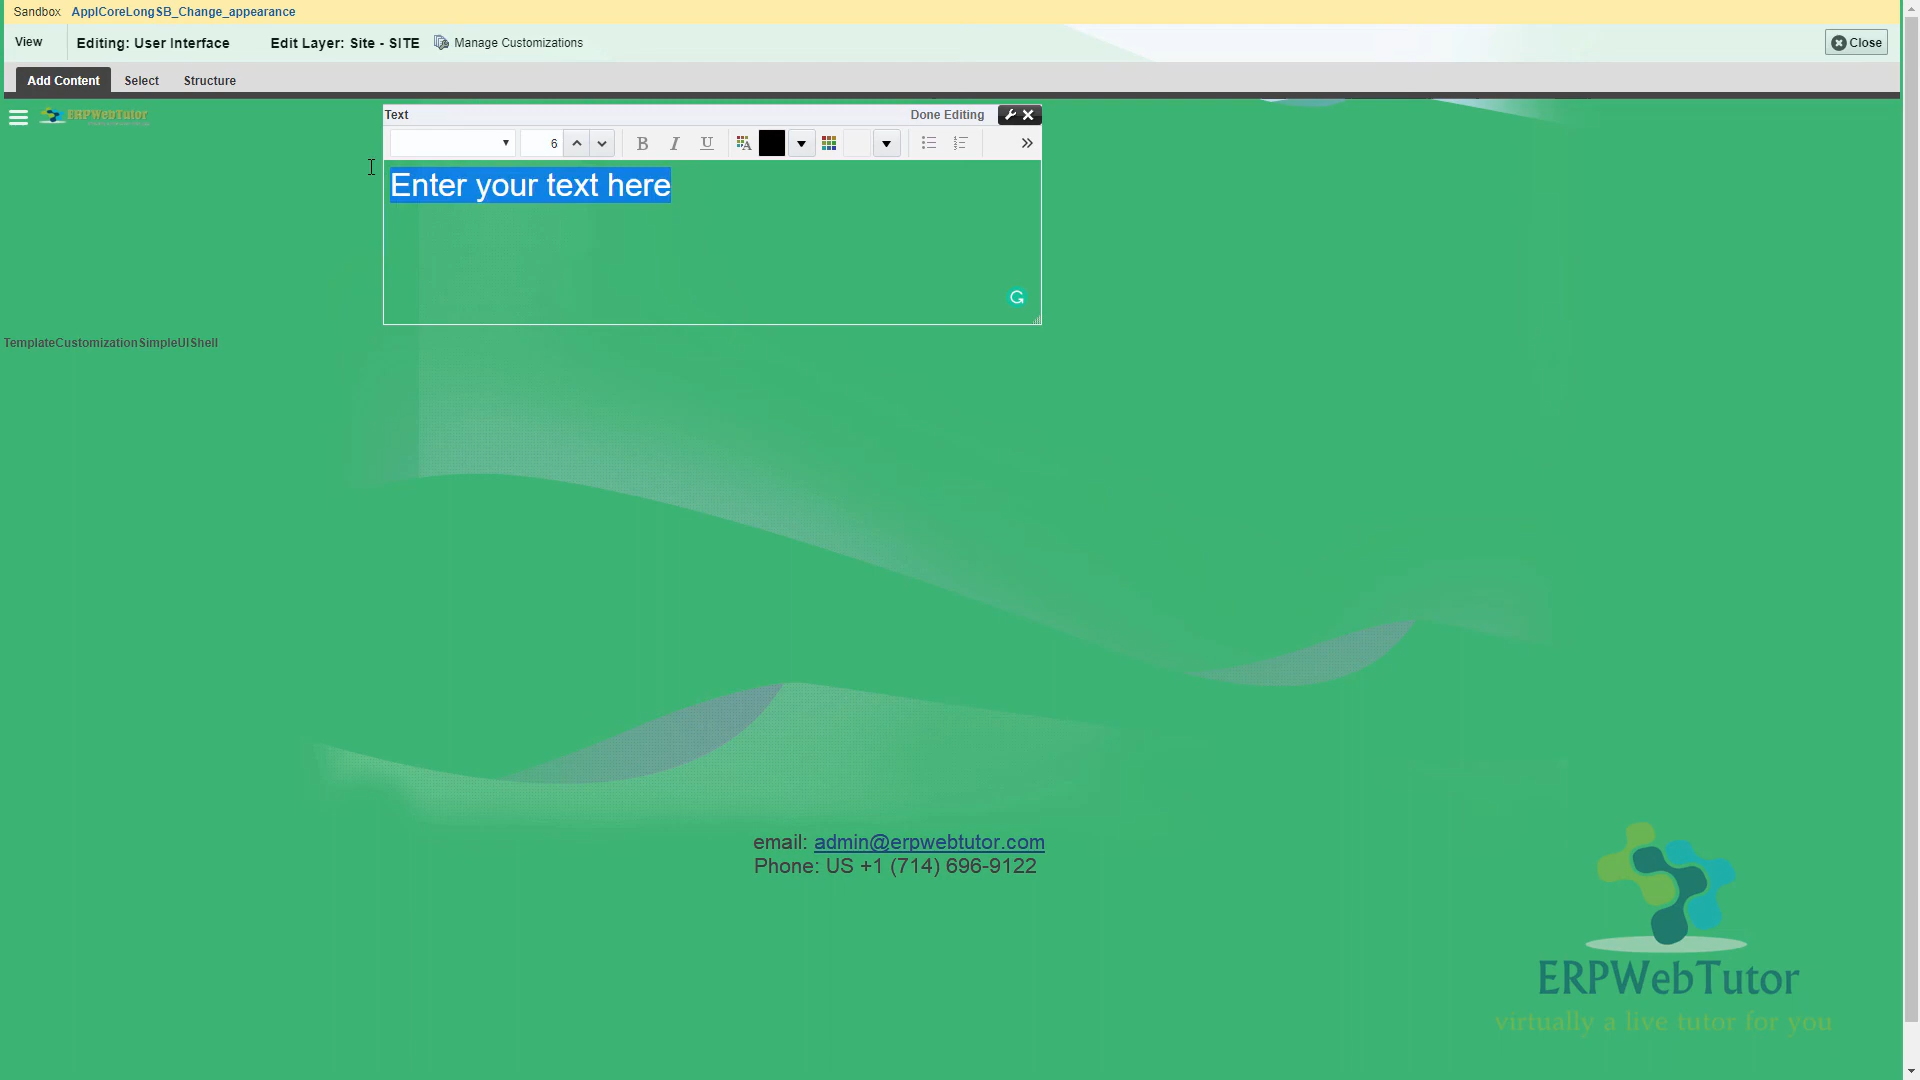 Sandbox ApplCoreLongSB_Change_appearance
View Editing: User Interface Edit Layer: Site - SITE Manage Customizations Close
Add Content Select Structure
ERPWebTutor
Text Done Editing
6 B I U A »
Enter your text here
TemplateCustomizationSimpleUIShell
email: admin@erpwebtutor.com
Phone: US +1 (714) 696-9122
ERPWebTutor
virtually a live tutor for you